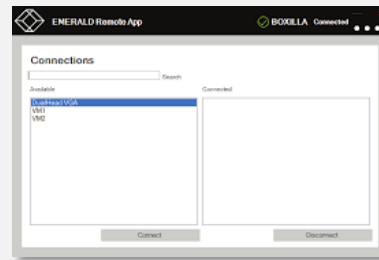 EMERALD Remote App
BOXILLA Connected
Connections
Search
Available
Connected
DualHead VGA
VM1
VM2
Connect
Disconnect